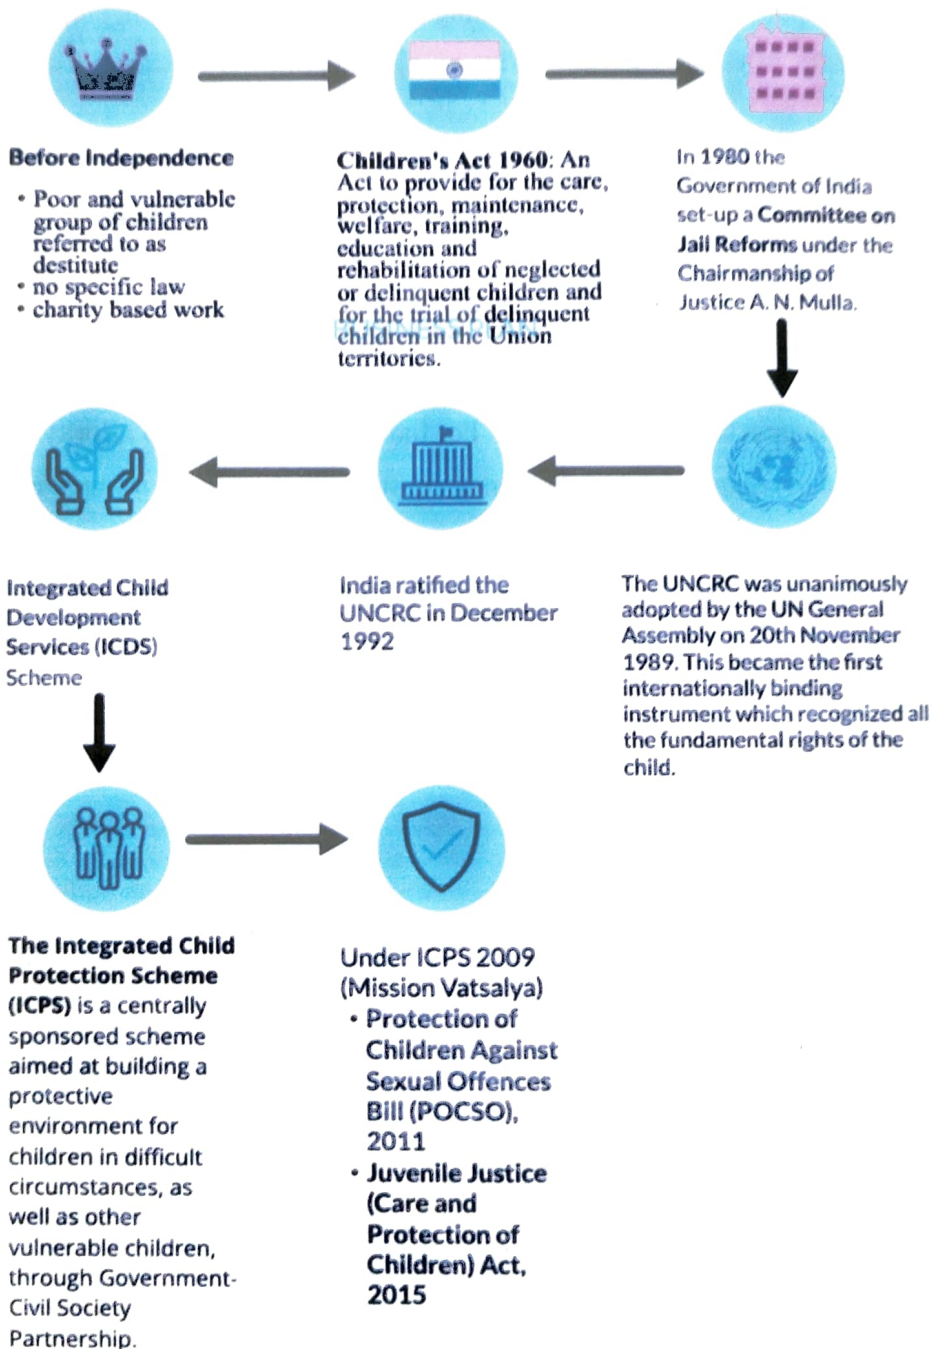 Before Independence
• Poor and vulnerable
group of children
referred to as
destitute
• no specific law
• charity based work
Children's Act 1960: An
Act to provide for the care,
protection, maintenance,
welfare, training,
education and
rehabilitation of neglected
or delinquent children and
for the trial of delinquent
children in the Union
territories.
BUSINESS PLAN
In 1980 the
Government of India
set-up a Committee on
Jail Reforms under the
Chairmanship of
Justice A. N. Mulla.
The UNCRC was unanimously
adopted by the UN General
Assembly on 20th November
1989. This became the first
internationally binding
instrument which recognized all
the fundamental rights of the
child.
India ratified the
UNCRC in December
1992
Integrated Child
Development
Services (ICDS)
Scheme
The Integrated Child
Protection Scheme
(ICPS) is a centrally
sponsored scheme
aimed at building a
protective
environment for
children in difficult
circumstances, as
well as other
vulnerable children,
through Government-
Civil Society
Partnership.
Under ICPS 2009
(Mission Vatsalya)
• Protection of
Children Against
Sexual Offences
Bill (POCSO),
2011
• Juvenile Justice
(Care and
Protection of
Children) Act,
2015